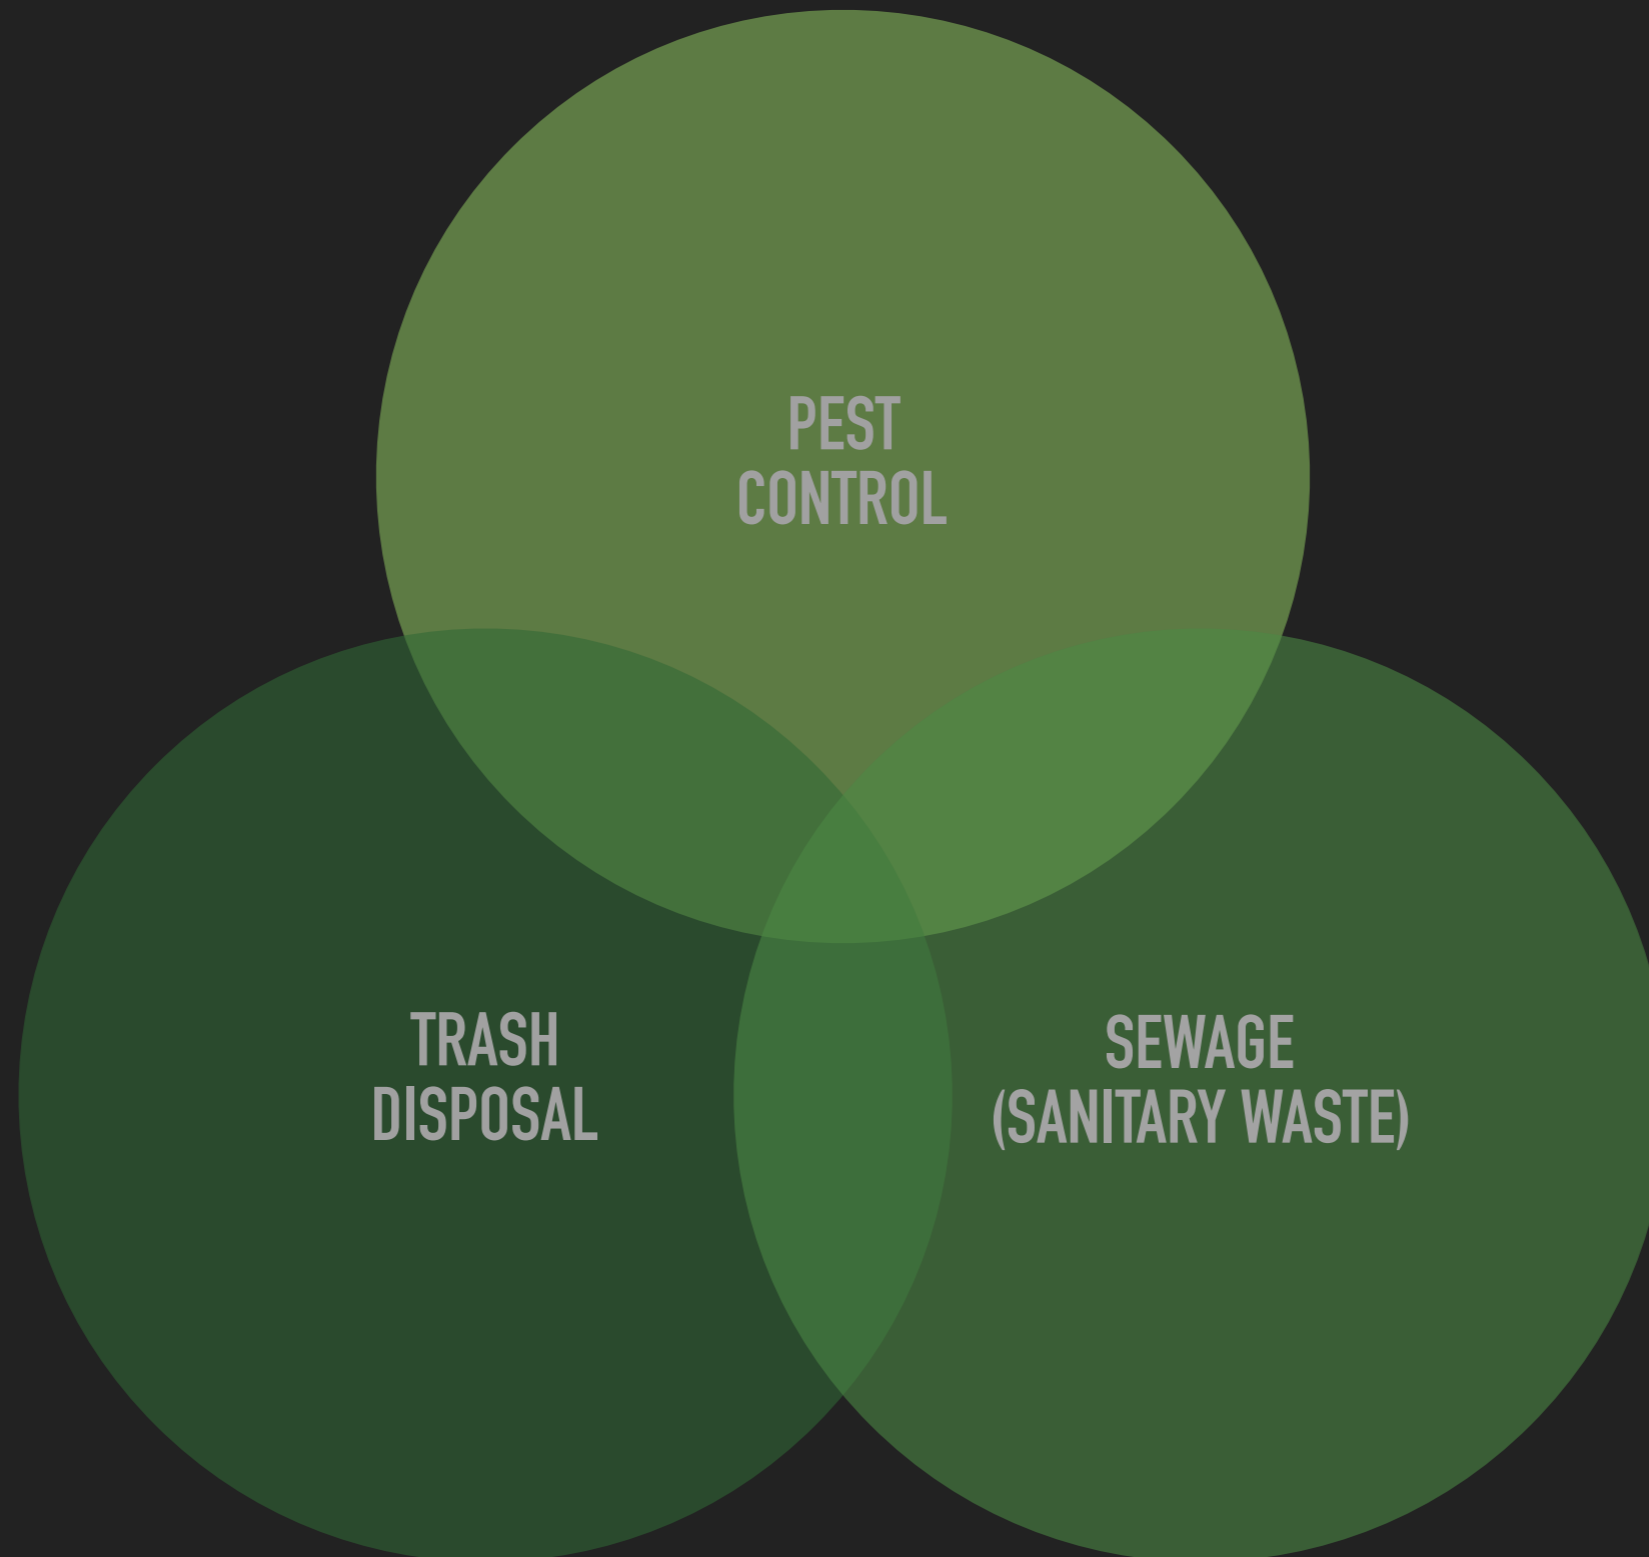 PEST
CONTROL
TRASH
DISPOSAL
SEWAGE
(SANITARY WASTE)